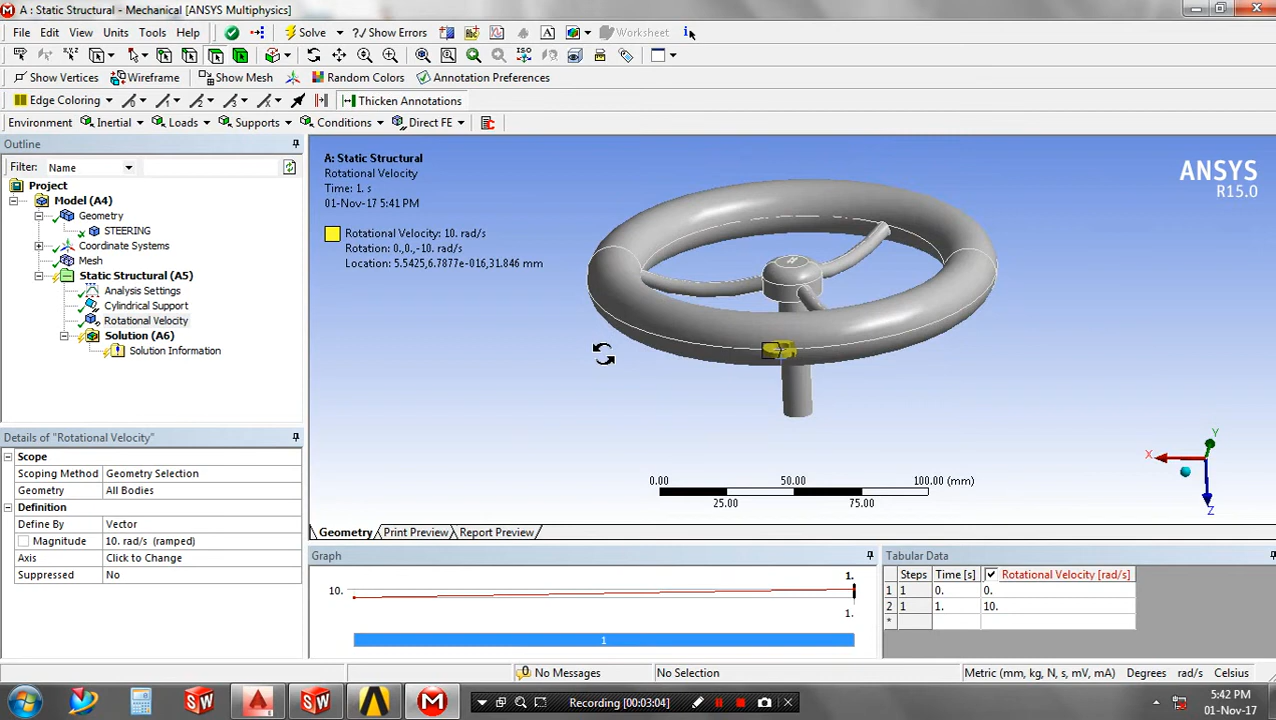 A : Static Structural - Mechanical [ANSYS Multiphysics]
File Edit View Units Tools Help Solve ?/ Show Errors Worksheet
Show Vertices Wireframe Show Mesh Random Colors Annotation Preferences
Edge Coloring Thicken Annotations
Environment Inertial Loads Supports Conditions Direct FE
Outline
Filter: Name
Project
Model (A4)
Geometry
STEERING
Coordinate Systems
Mesh
Static Structural (A5)
Analysis Settings
Cylindrical Support
Rotational Velocity
Solution (A6)
Solution Information
Details of "Rotational Velocity"
Scope
Scoping Method Geometry Selection
Geometry All Bodies
Definition
Define By Vector
Magnitude 10. rad/s (ramped)
Axis Click to Change
Suppressed No
A: Static Structural
Rotational Velocity
Time: 1. s
01-Nov-17 5:41 PM
Rotational Velocity: 10. rad/s
Rotation: 0.,0.,-10. rad/s
Location: 5.5425,6.7877e-016,31.846 mm
ANSYS
R15.0
Y
X
Z
0.00 50.00 100.00 (mm)
25.00 75.00
Geometry Print Preview Report Preview
Graph
1.
10.
1.
1
Tabular Data
Steps Time [s] Rotational Velocity [rad/s]
1 1 0. 0.
2 1 1. 10.
*
No Messages No Selection Metric (mm, kg, N, s, mV, mA) Degrees rad/s Celsius
Recording [00:03:04]
5:42 PM
01-Nov-17